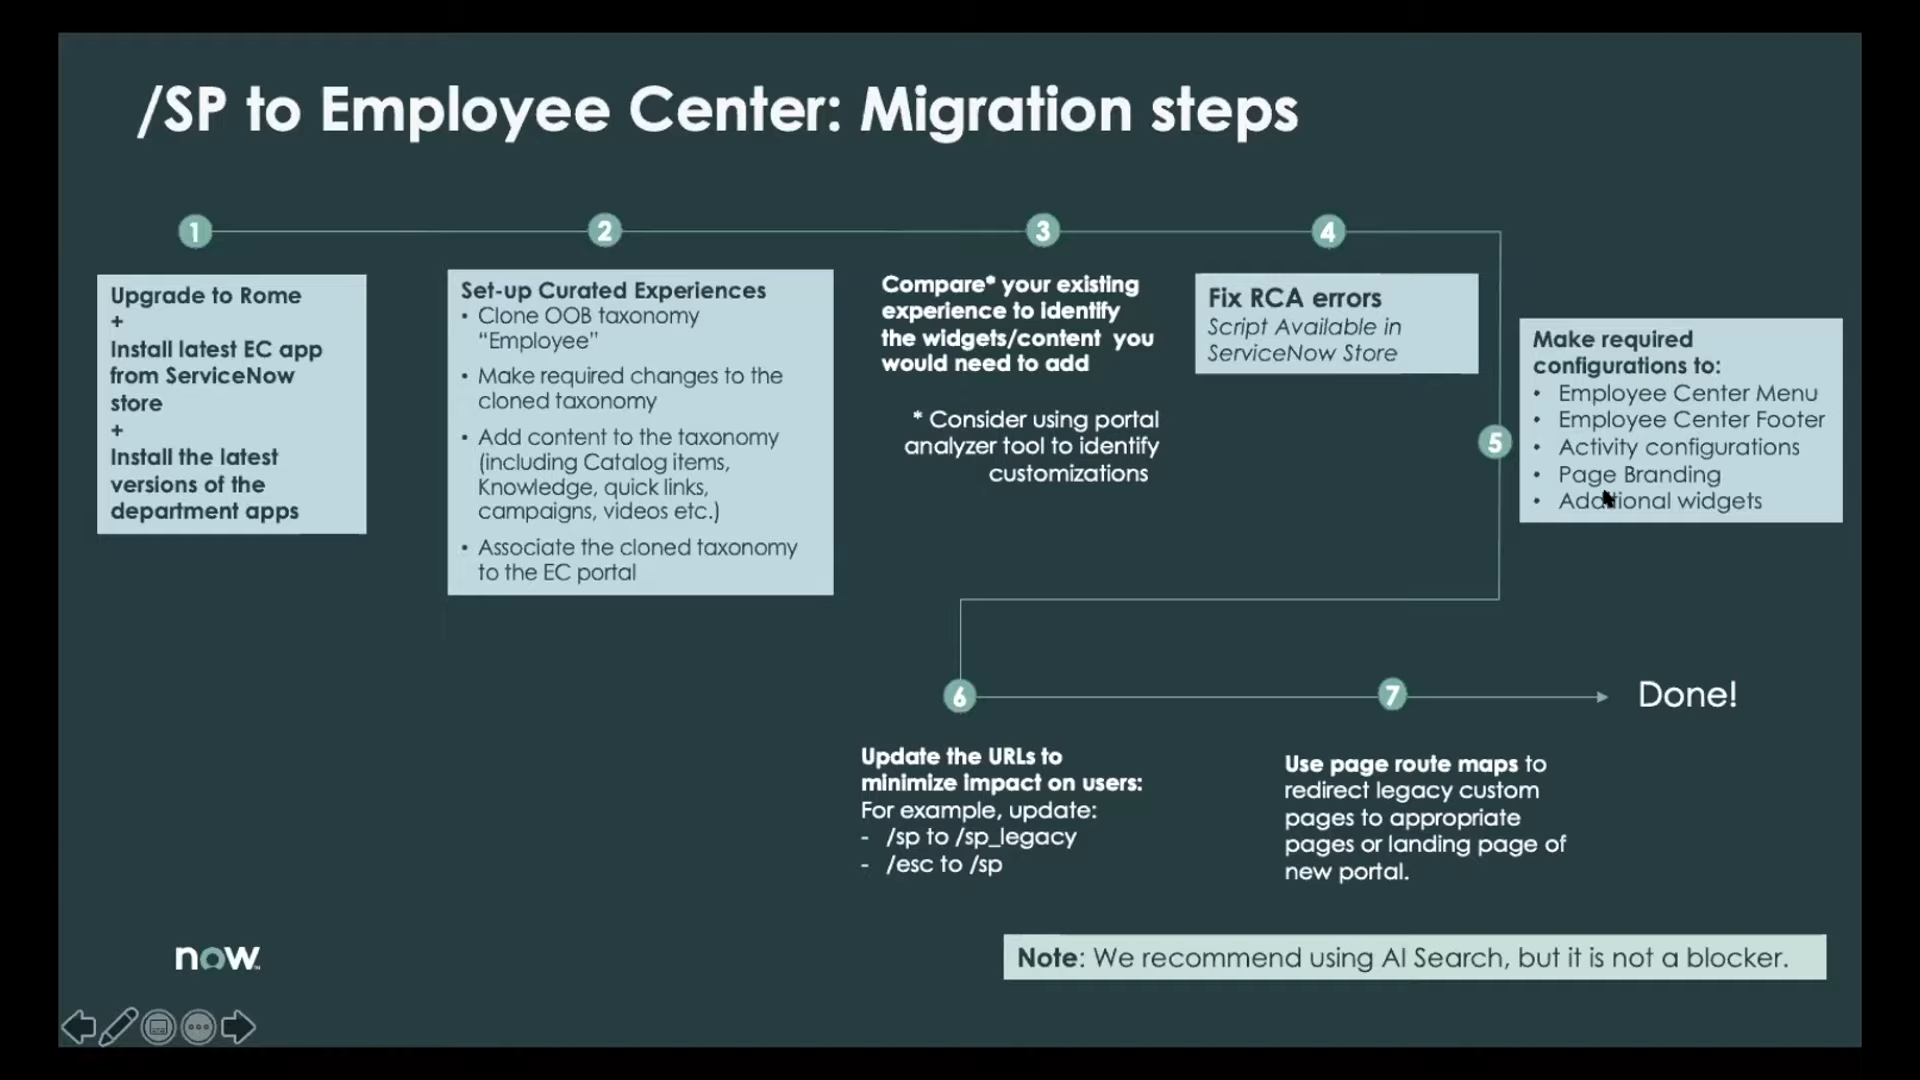 /SP to Employee Center: Migration steps
1
2
3
4
Upgrade to Rome
+
Install latest EC app
from ServiceNow
store
+
Install the latest
versions of the
department apps
Set-up Curated Experiences
• Clone OOB taxonomy
“Employee”
• Make required changes to the
cloned taxonomy
• Add content to the taxonomy
(including Catalog items,
Knowledge, quick links,
campaigns, videos etc.)
• Associate the cloned taxonomy
to the EC portal
Compare* your existing
experience to identify
the widgets/content you
would need to add
* Consider using portal
analyzer tool to identify
customizations
Fix RCA errors
Script Available in
ServiceNow Store
5
Make required
configurations to:
• Employee Center Menu
• Employee Center Footer
• Activity configurations
• Page Branding
• Additional widgets
6
7
Done!
Update the URLs to
minimize impact on users:
For example, update:
- /sp to /sp_legacy
- /esc to /sp
Use page route maps to
redirect legacy custom
pages to appropriate
pages or landing page of
new portal.
now
Note: We recommend using AI Search, but it is not a blocker.